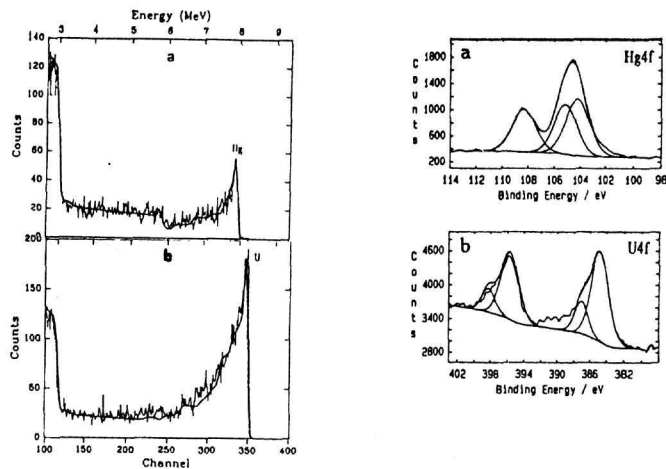 Energy (MeV)
3 4 5 6 7 8 9
a
140
120
100
80
60
40
20
0
Counts
Hg
200
150
100
50
0
Counts
b
U
100 150 200 250 300 350 400
Channel
a
Hg4f
Counts
1800
1400
1000
600
200
114 112 110 108 106 104 102 100 98
Binding Energy / eV
b
U4f
Counts
4600
4000
3400
2800
402 398 394 390 386 382
Binding Energy / eV